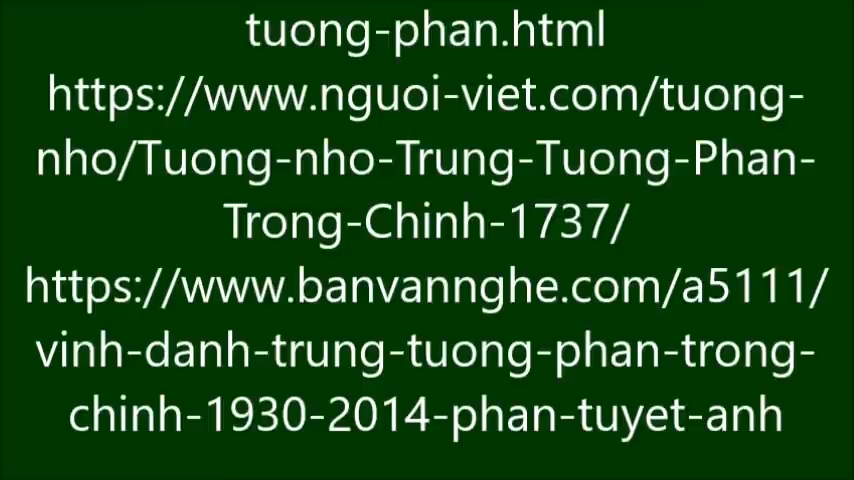 tuong-phan.html
https://www.nguoi-viet.com/tuong-
nho/Tuong-nho-Trung-Tuong-Phan-
Trong-Chinh-1737/
https://www.banvannghe.com/a5111/
vinh-danh-trung-tuong-phan-trong-
chinh-1930-2014-phan-tuyet-anh